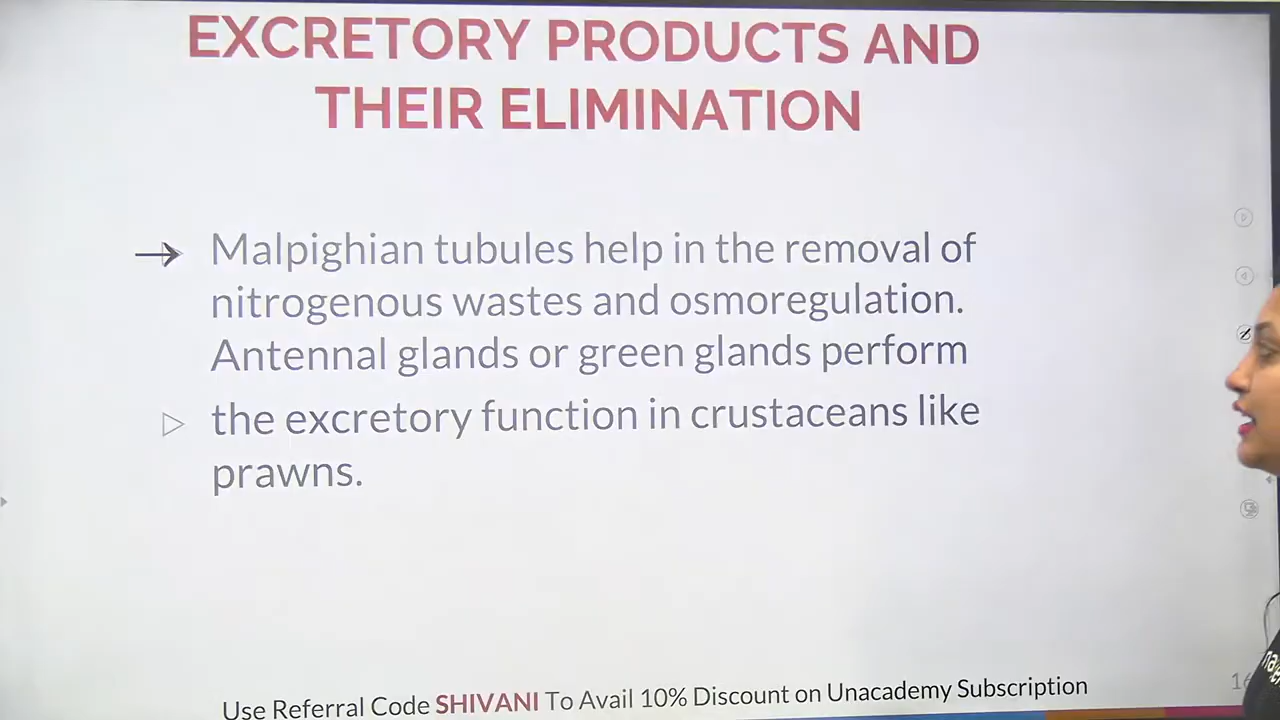 EXCRETORY PRODUCTS AND
THEIR ELIMINATION
Malpighian tubules help in the removal of
nitrogenous wastes and osmoregulation.
Antennal glands or green glands perform
the excretory function in crustaceans like
prawns.
Use Referral Code SHIVANI To Avail 10% Discount on Unacademy Subscription